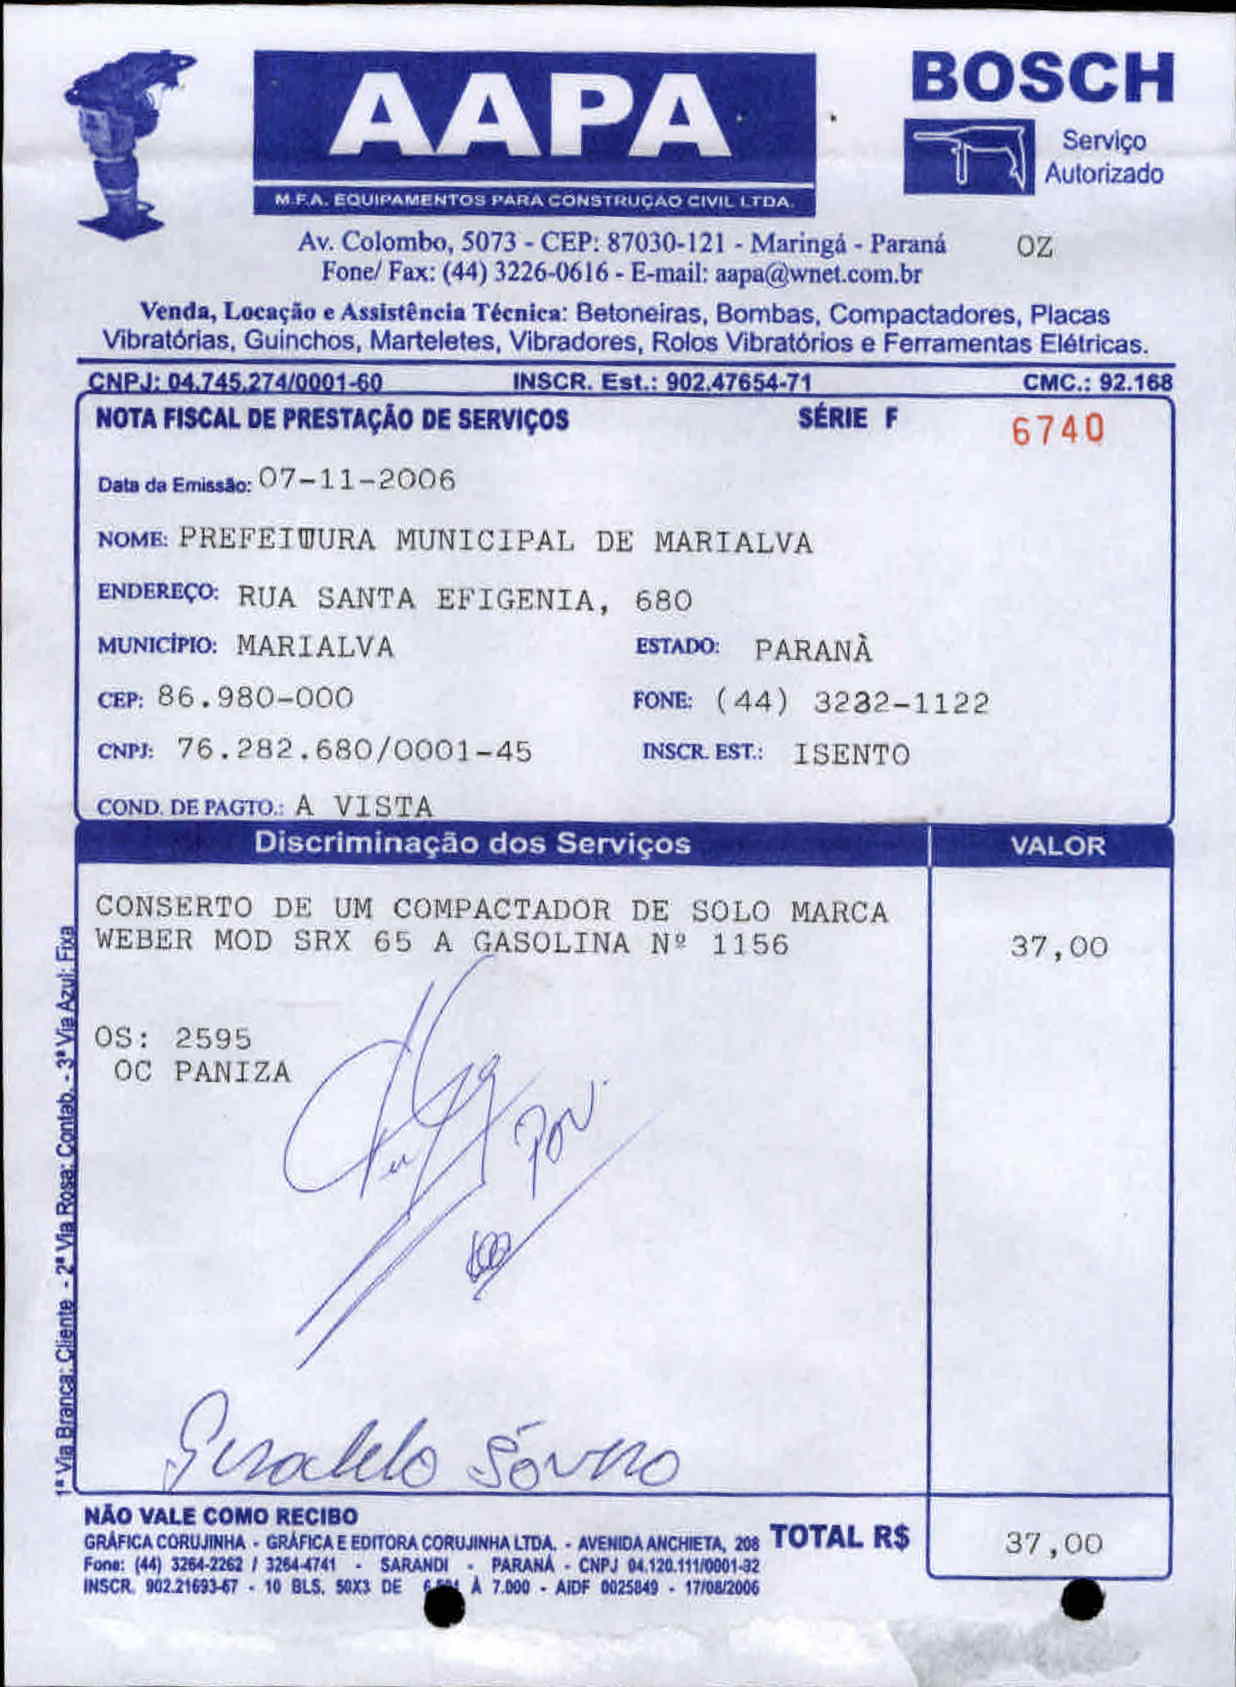 AAPA
M.F.A. EQUIPAMENTOS PARA CONSTRUÇAO CIVIL LTDA.
BOSCH
Serviço
Autorizado
Av. Colombo, 5073 - CEP: 87030-121 - Maringá - Paraná
OZ
Fone/ Fax: (44) 3226-0616 - E-mail: aapa@wnet.com.br
Venda, Locação e Assistência Técnica: Betoneiras, Bombas, Compactadores, Placas
Vibratórias, Guinchos, Marteletes, Vibradores, Rolos Vibratórios e Ferramentas Elétricas.
CNPJ: 04.745.274/0001-60 INSCR. Est.: 902.47654-71 CMC.: 92.168
NOTA FISCAL DE PRESTAÇÃO DE SERVIÇOS SÉRIE F 6740
Data da Emissão: 07-11-2006
NOME: PREFEITURA MUNICIPAL DE MARIALVA
ENDEREÇO: RUA SANTA EFIGENIA, 680
MUNICÍPIO: MARIALVA ESTADO: PARANÀ
CEP: 86.980-000 FONE: (44) 3232-1122
CNPJ: 76.282.680/0001-45 INSCR. EST.: ISENTO
COND. DE PAGTO.: A VISTA
Discriminação dos Serviços VALOR
CONSERTO DE UM COMPACTADOR DE SOLO MARCA
WEBER MOD SRX 65 A GASOLINA Nº 1156 37,00
OS: 2595
OC PANIZA
Geraldo
1ª Via Branca: Cliente - 2ª Via Rosa: Contab. - 3ª Via Azul: Fixa
NÃO VALE COMO RECIBO
GRÁFICA CORUJINHA - GRÁFICA E EDITORA CORUJINHA LTDA. - AVENIDA ANCHIETA, 208
Fone: (44) 3264-2262 / 3264-4741 - SARANDI - PARANÁ - CNPJ 04.120.111/0001-32
INSCR. 902.21693-67 - 10 BLS. 50X3 DE À 7.000 - AIDF 0025849 - 17/08/2006
TOTAL R$ 37,00